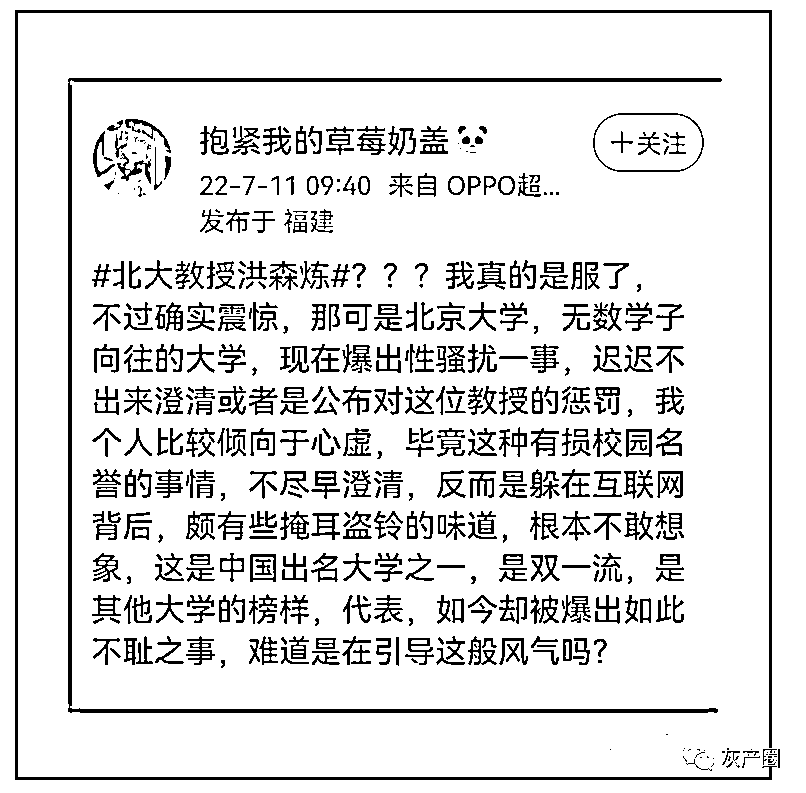 抱紧我的草莓奶盖🐼
+关注
22-7-11 09:40 来自 OPPO超...
发布于 福建
#北大教授洪森炼#？？？我真的是服了，
不过确实震惊，那可是北京大学，无数学子
向往的大学，现在爆出性骚扰一事，迟迟不
出来澄清或者是公布对这位教授的惩罚，我
个人比较倾向于心虚，毕竟这种有损校园名
誉的事情，不尽早澄清，反而是躲在互联网
背后，颇有些掩耳盗铃的味道，根本不敢想
象，这是中国出名大学之一，是双一流，是
其他大学的榜样，代表，如今却被爆出如此
不耻之事，难道是在引导这般风气吗？
灰产圈